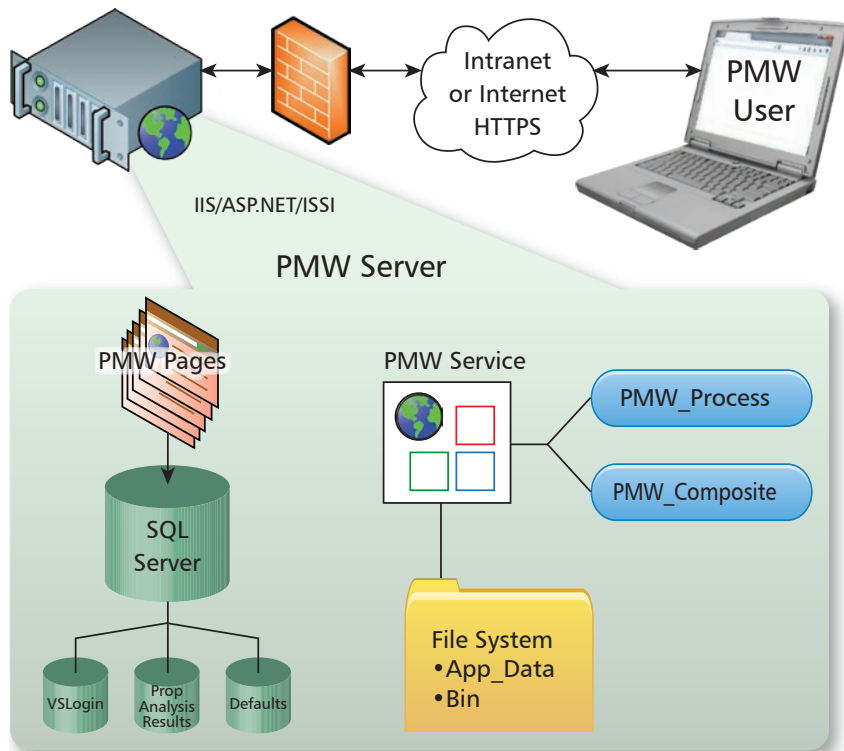 Intranet
or Internet
HTTPS
PMW
User
IIS/ASP.NET/ISSI
PMW Server
PMW Pages
PMW Service
PMW_Process
PMW_Composite
SQL
Server
File System
•App_Data
•Bin
VSLogin
Prop
Analysis
Results
Defaults